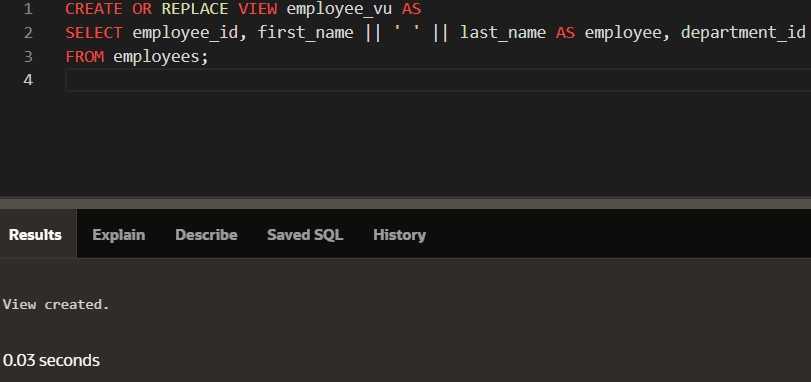 1 CREATE OR REPLACE VIEW employee_vu AS
2 SELECT employee_id, first_name || ' ' || last_name AS employee, department_id
3 FROM employees;
4
Results Explain Describe Saved SQL History
View created.
0.03 seconds